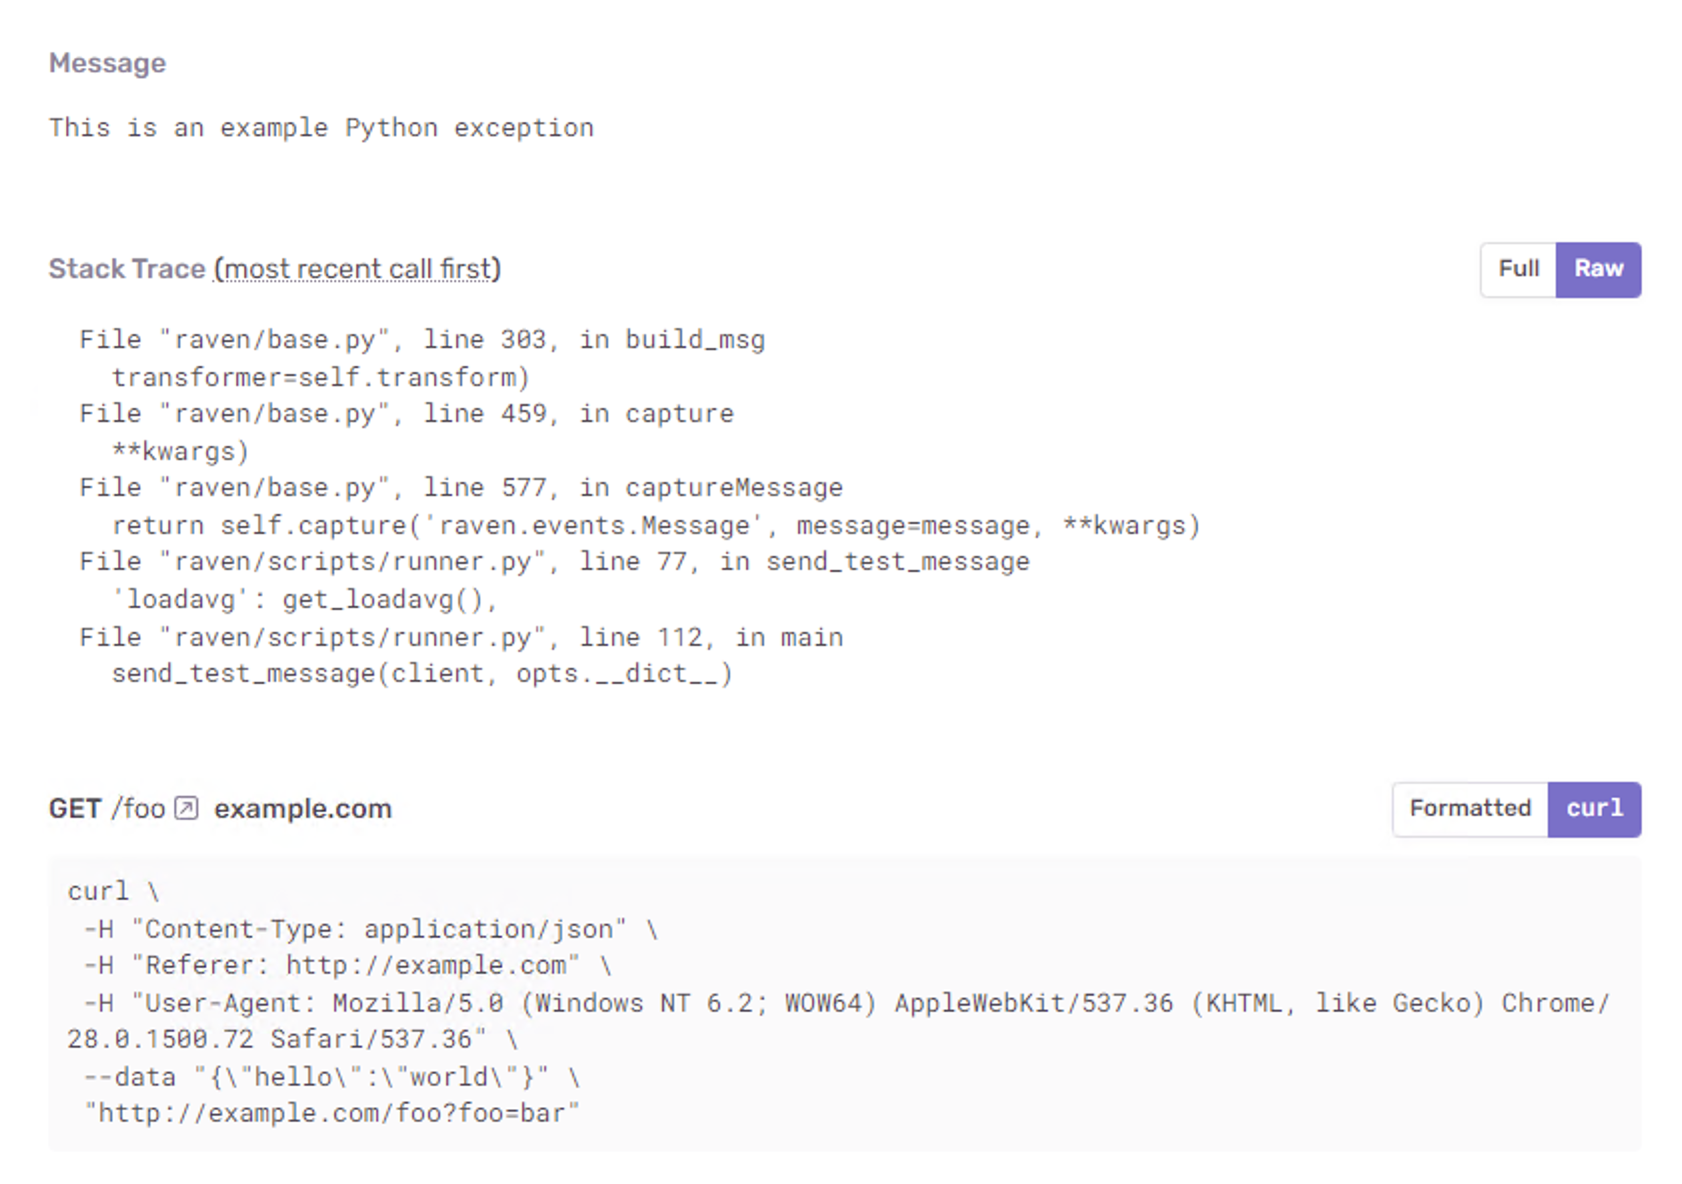 Message
This is an example Python exception
Stack Trace (most recent call first)
Full Raw
File "raven/base.py", line 303, in build_msg
transformer=self.transform)
File "raven/base.py", line 459, in capture
**kwargs)
File "raven/base.py", line 577, in captureMessage
return self.capture('raven.events.Message', message=message, **kwargs)
File "raven/scripts/runner.py", line 77, in send_test_message
'loadavg': get_loadavg(),
File "raven/scripts/runner.py", line 112, in main
send_test_message(client, opts.__dict__)
GET /foo example.com
Formatted curl
curl \
-H "Content-Type: application/json" \
-H "Referer: http://example.com" \
-H "User-Agent: Mozilla/5.0 (Windows NT 6.2; WOW64) AppleWebKit/537.36 (KHTML, like Gecko) Chrome/
28.0.1500.72 Safari/537.36" \
--data "{\"hello\":\"world\"}" \
"http://example.com/foo?foo=bar"